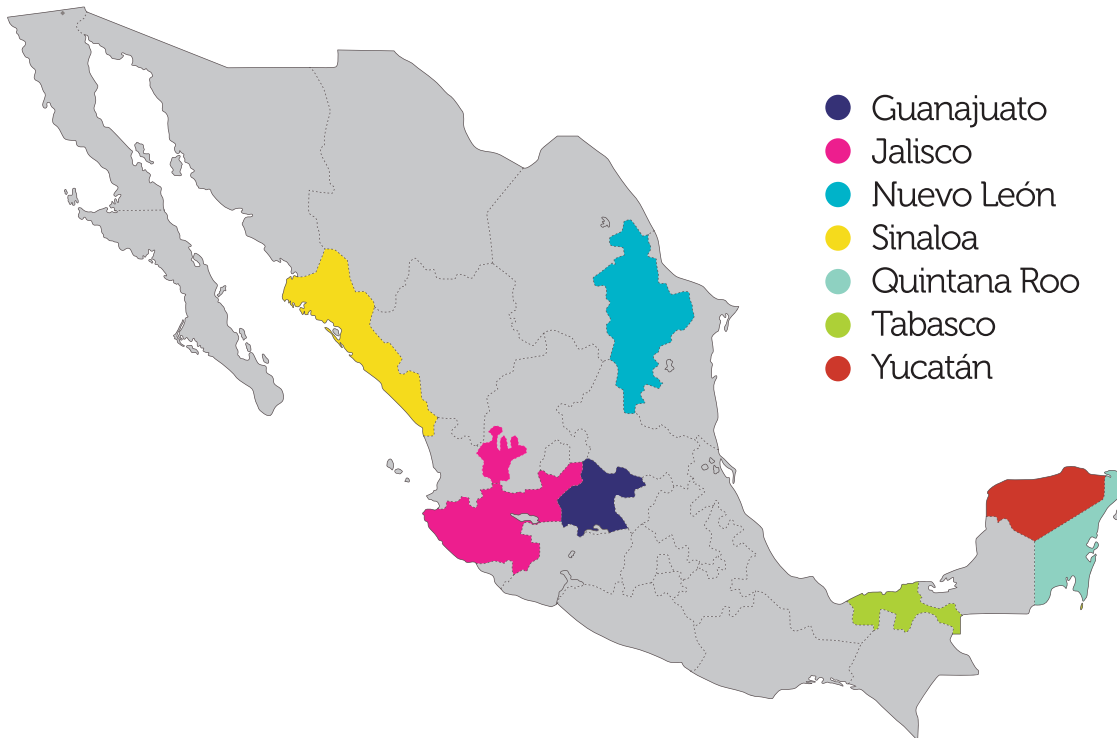 Guanajuato
Jalisco
Nuevo León
Sinaloa
Quintana Roo
Tabasco
Yucatán